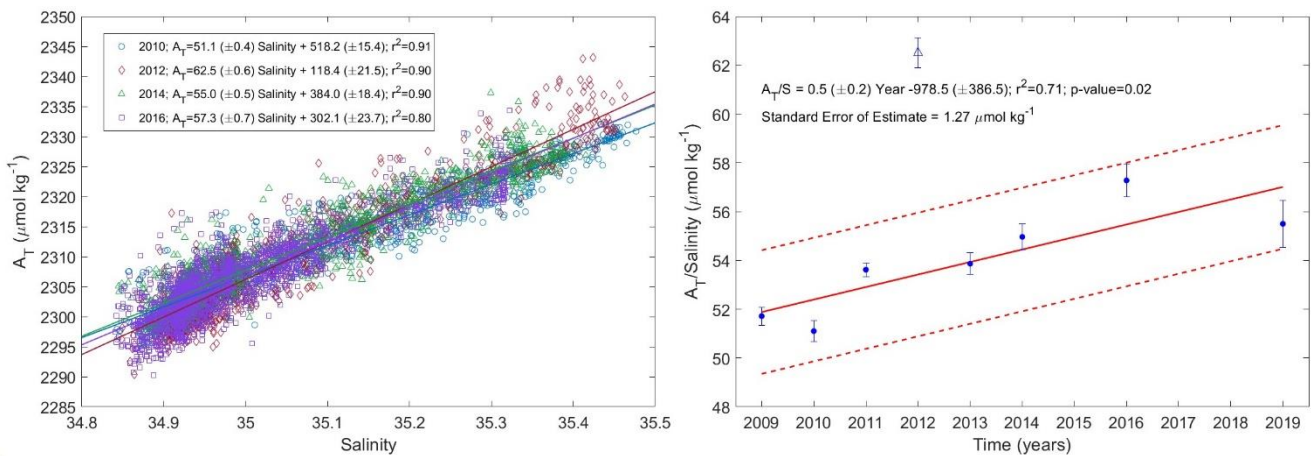 2350
2345
2340
2335
2330
2325
2320
2315
2310
2305
2300
2295
2290
2285
A_T (μmol kg⁻¹)
2010; A_T=51.1 (±0.4) Salinity + 518.2 (±15.4); r²=0.91
2012; A_T=62.5 (±0.6) Salinity + 118.4 (±21.5); r²=0.90
2014; A_T=55.0 (±0.5) Salinity + 384.0 (±18.4); r²=0.90
2016; A_T=57.3 (±0.7) Salinity + 302.1 (±23.7); r²=0.80
34.8 34.9 35 35.1 35.2 35.3 35.4 35.5
Salinity
64
62
60
58
56
54
52
50
48
A_T/Salinity (μmol kg⁻¹)
A_T/S = 0.5 (±0.2) Year -978.5 (±386.5); r²=0.71; p-value=0.02
Standard Error of Estimate = 1.27 μmol kg⁻¹
2009 2010 2011 2012 2013 2014 2015 2016 2017 2018 2019
Time (years)